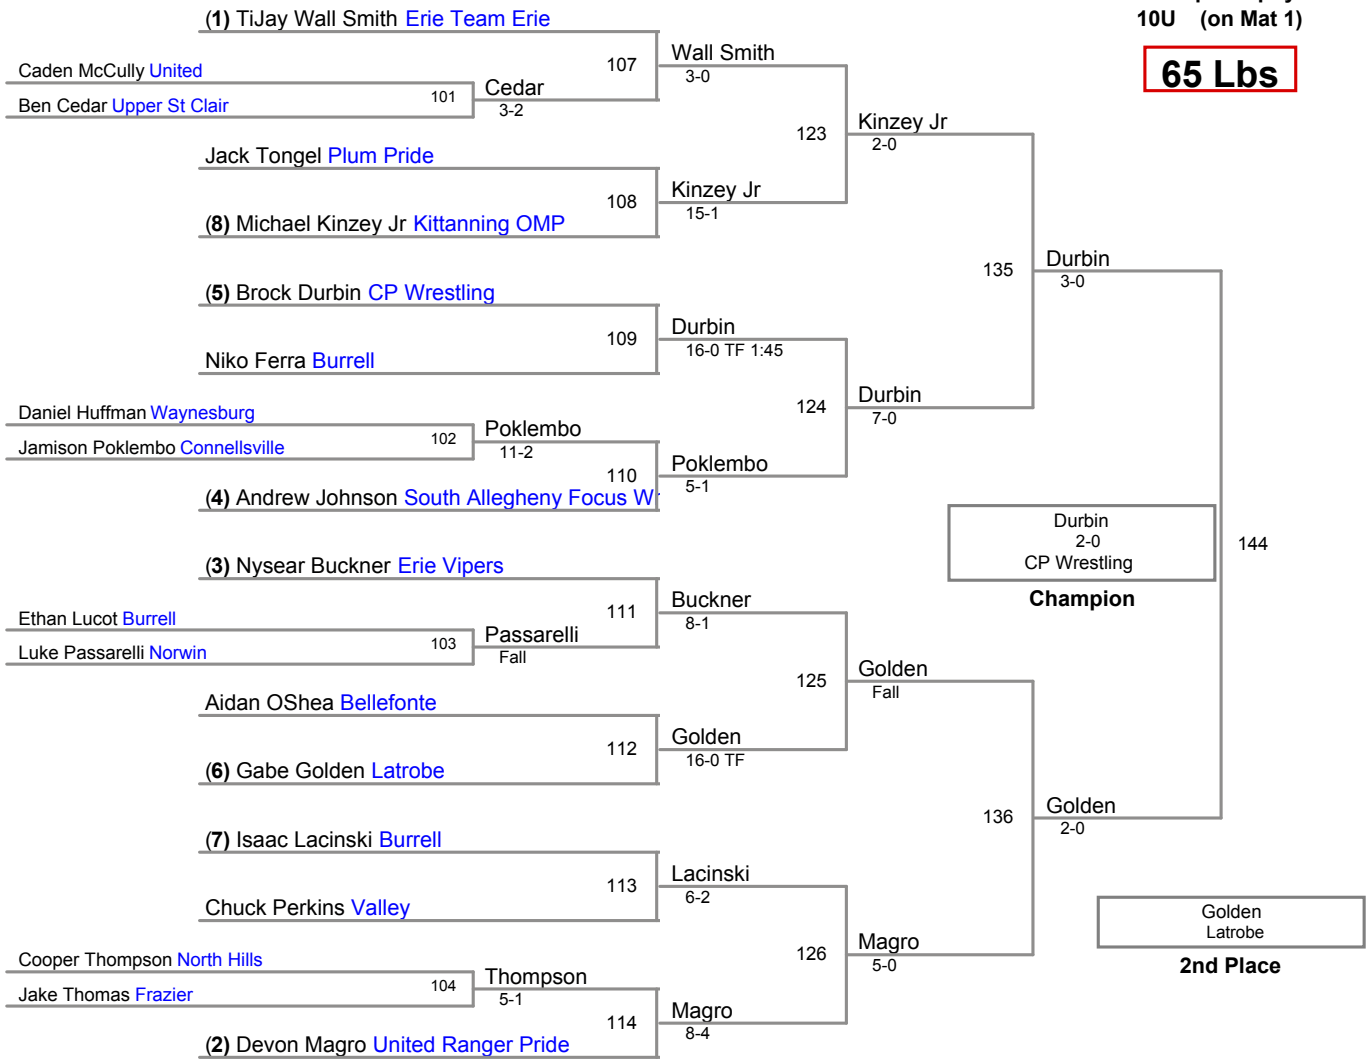 10U (on Mat 1)
65 Lbs
(1) TiJay Wall Smith Erie Team Erie
107
Wall Smith
3-0
Caden McCully United
101
Cedar
3-2
Ben Cedar Upper St Clair
123
Kinzey Jr
2-0
Jack Tongel Plum Pride
108
Kinzey Jr
15-1
(8) Michael Kinzey Jr Kittanning OMP
135
Durbin
3-0
(5) Brock Durbin CP Wrestling
109
Durbin
16-0 TF 1:45
Niko Ferra Burrell
124
Durbin
7-0
Daniel Huffman Waynesburg
102
Poklembo
11-2
Jamison Poklembo Connellsville
110
Poklembo
5-1
(4) Andrew Johnson South Allegheny Focus W
Durbin
2-0
CP Wrestling
Champion
144
(3) Nysear Buckner Erie Vipers
111
Buckner
8-1
Ethan Lucot Burrell
103
Passarelli
Fall
Luke Passarelli Norwin
125
Golden
Fall
Aidan OShea Bellefonte
112
Golden
16-0 TF
(6) Gabe Golden Latrobe
136
Golden
2-0
(7) Isaac Lacinski Burrell
113
Lacinski
6-2
Chuck Perkins Valley
126
Magro
5-0
Cooper Thompson North Hills
104
Thompson
5-1
Jake Thomas Frazier
114
Magro
8-4
(2) Devon Magro United Ranger Pride
Golden
Latrobe
2nd Place